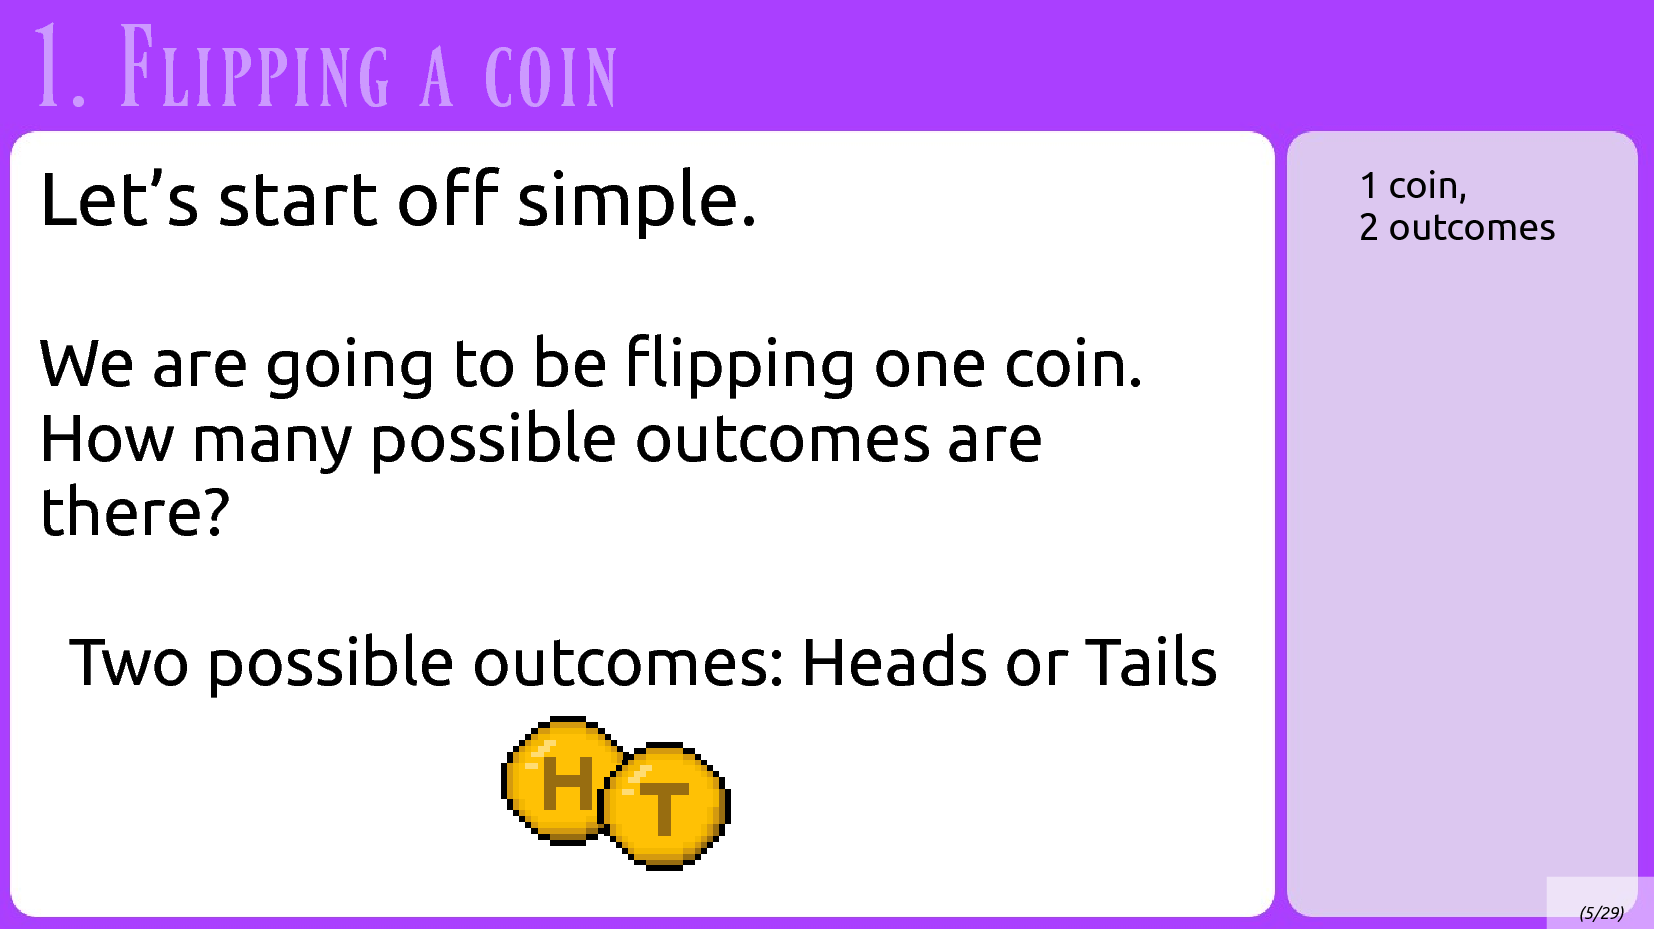 1. Flipping a coin
Let’s start off simple.
We are going to be flipping one coin.
How many possible outcomes are
there?
Two possible outcomes: Heads or Tails
H
T
1 coin,
2 outcomes
(5/29)